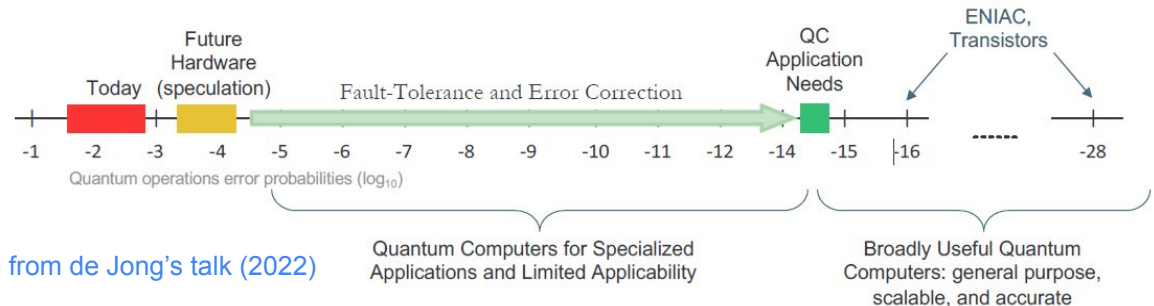 ENIAC,
Transistors
QC
Application
Needs
Future
Hardware
(speculation)
Today
Fault-Tolerance and Error Correction
-1 -2 -3 -4 -5 -6 -7 -8 -9 -10 -11 -12 -14 -15 -16 -28
Quantum operations error probabilities (log₁₀)
from de Jong's talk (2022)
Quantum Computers for Specialized
Applications and Limited Applicability
Broadly Useful Quantum
Computers: general purpose,
scalable, and accurate